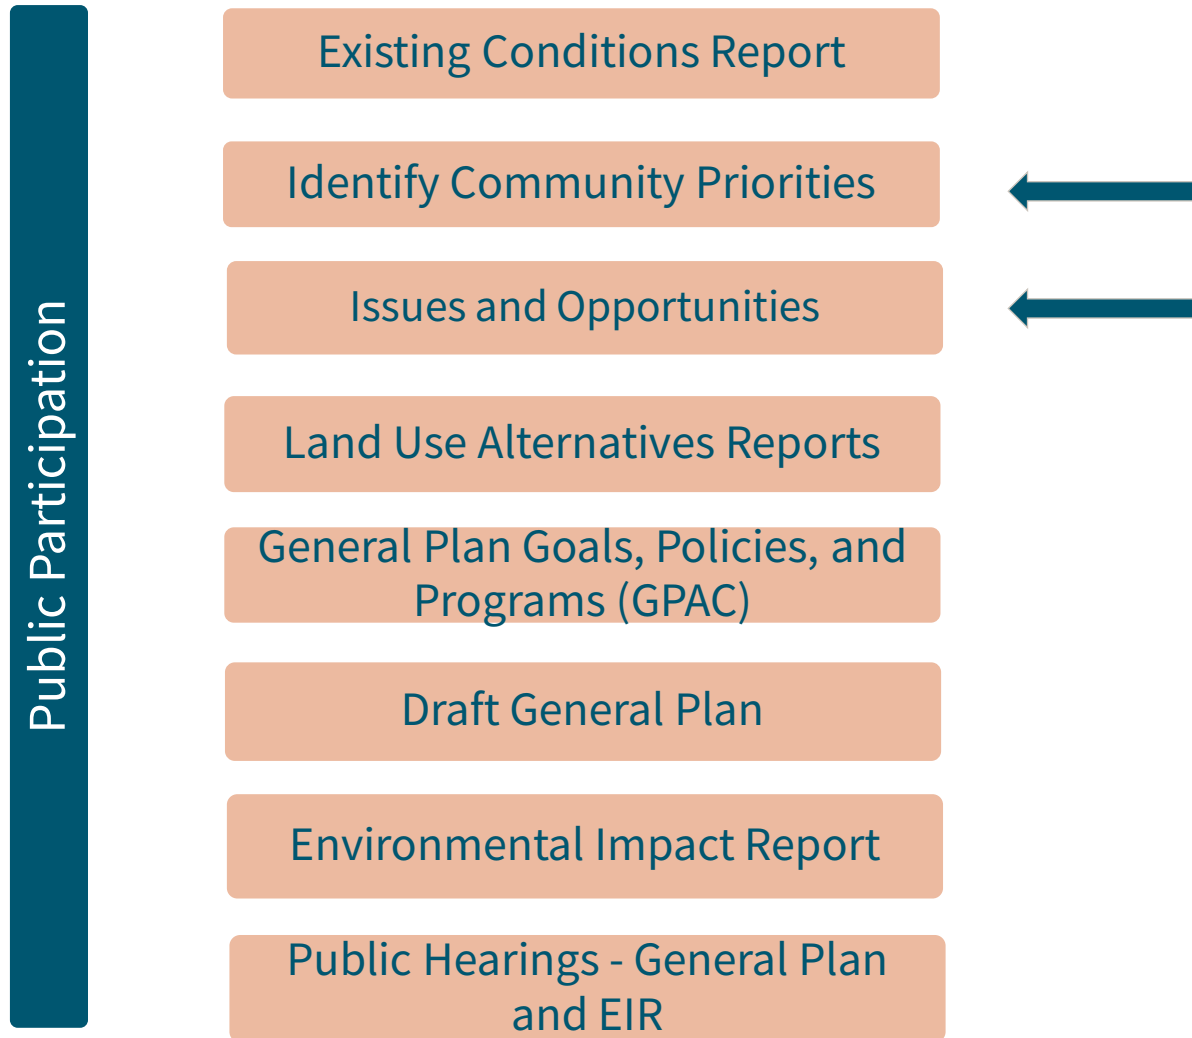 Public Participation
Existing Conditions Report
Identify Community Priorities
Issues and Opportunities
Land Use Alternatives Reports
General Plan Goals, Policies, and
Programs (GPAC)
Draft General Plan
Environmental Impact Report
Public Hearings - General Plan
and EIR